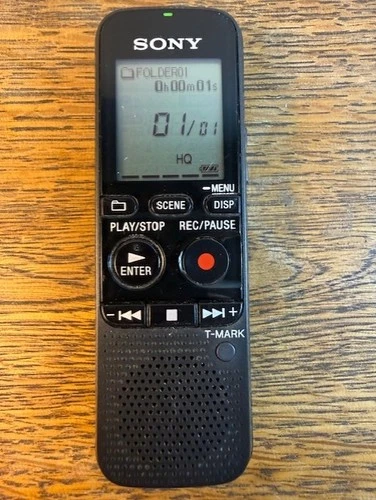 SONY
FOLDER01
0h00m01s
01/01
HQ
MENU
SCENE DISP
PLAY/STOP REC/PAUSE
ENTER
T-MARK